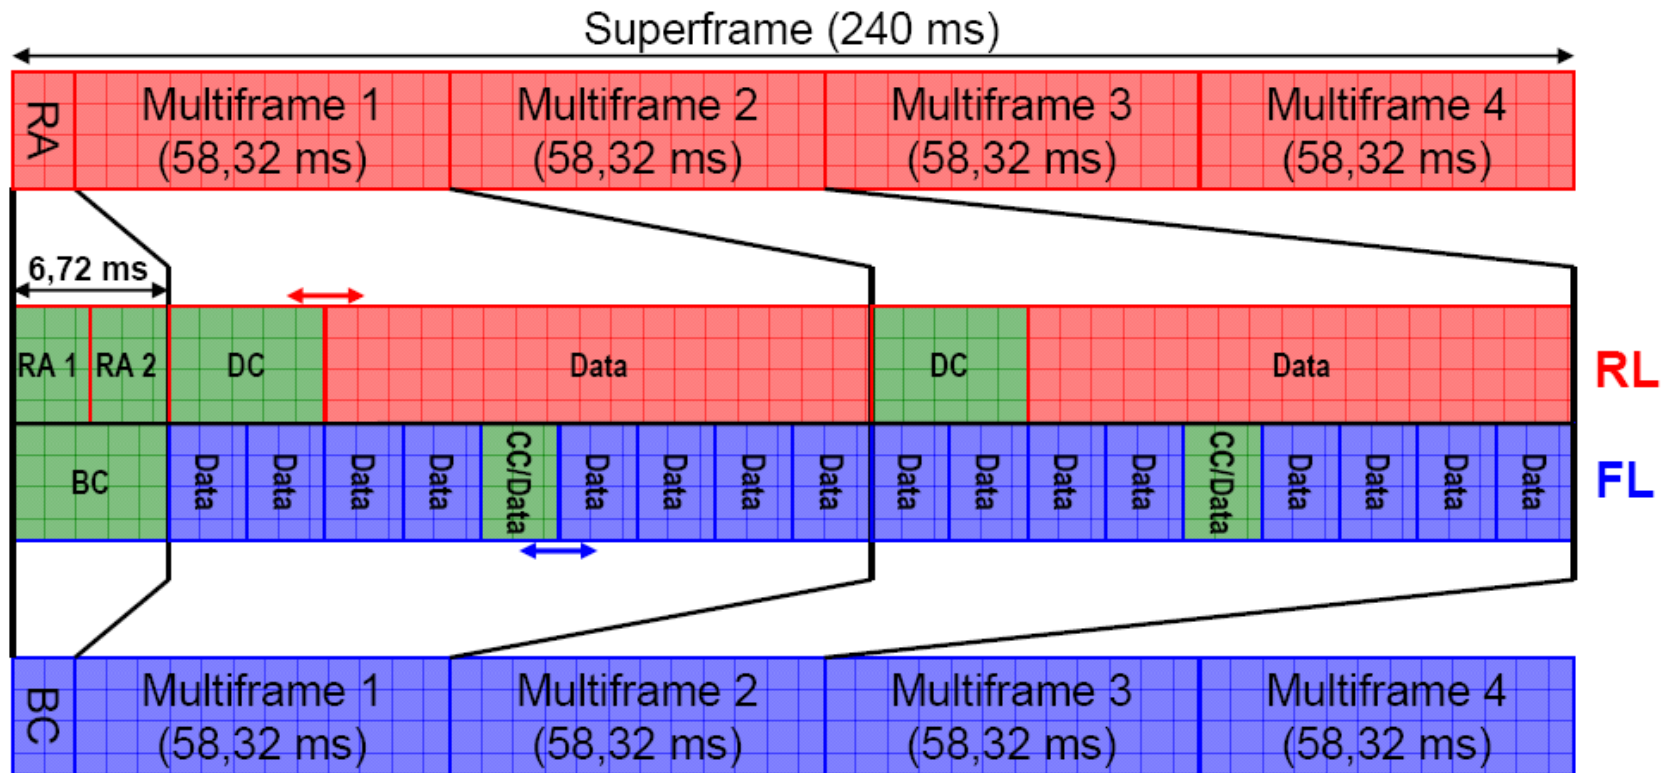 Superframe (240 ms)
RA
Multiframe 1
(58,32 ms)
Multiframe 2
(58,32 ms)
Multiframe 3
(58,32 ms)
Multiframe 4
(58,32 ms)
6,72 ms
RA 1
RA 2
DC
Data
DC
Data
RL
BC
Data
Data
Data
Data
CC/Data
Data
Data
Data
Data
Data
Data
Data
Data
CC/Data
Data
Data
Data
Data
FL
BC
Multiframe 1
(58,32 ms)
Multiframe 2
(58,32 ms)
Multiframe 3
(58,32 ms)
Multiframe 4
(58,32 ms)